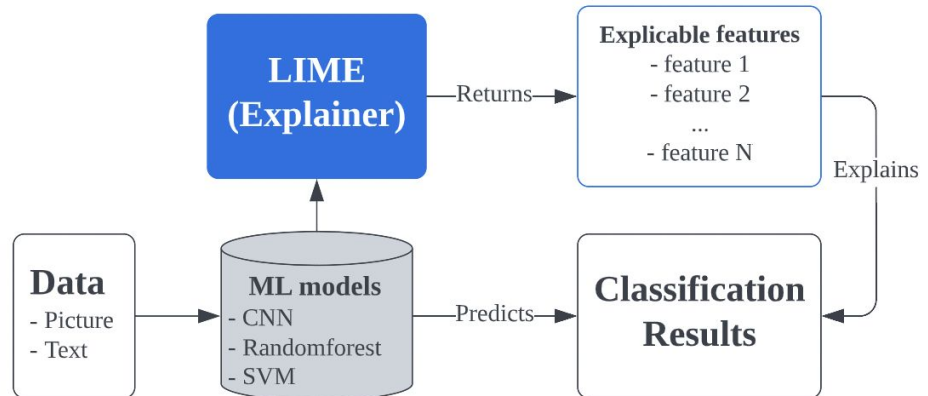 LIME
(Explainer)
Returns
Explicable features
- feature 1
- feature 2
...
- feature N
Explains
Data
- Picture
- Text
ML models
- CNN
- Randomforest
- SVM
Predicts
Classification
Results